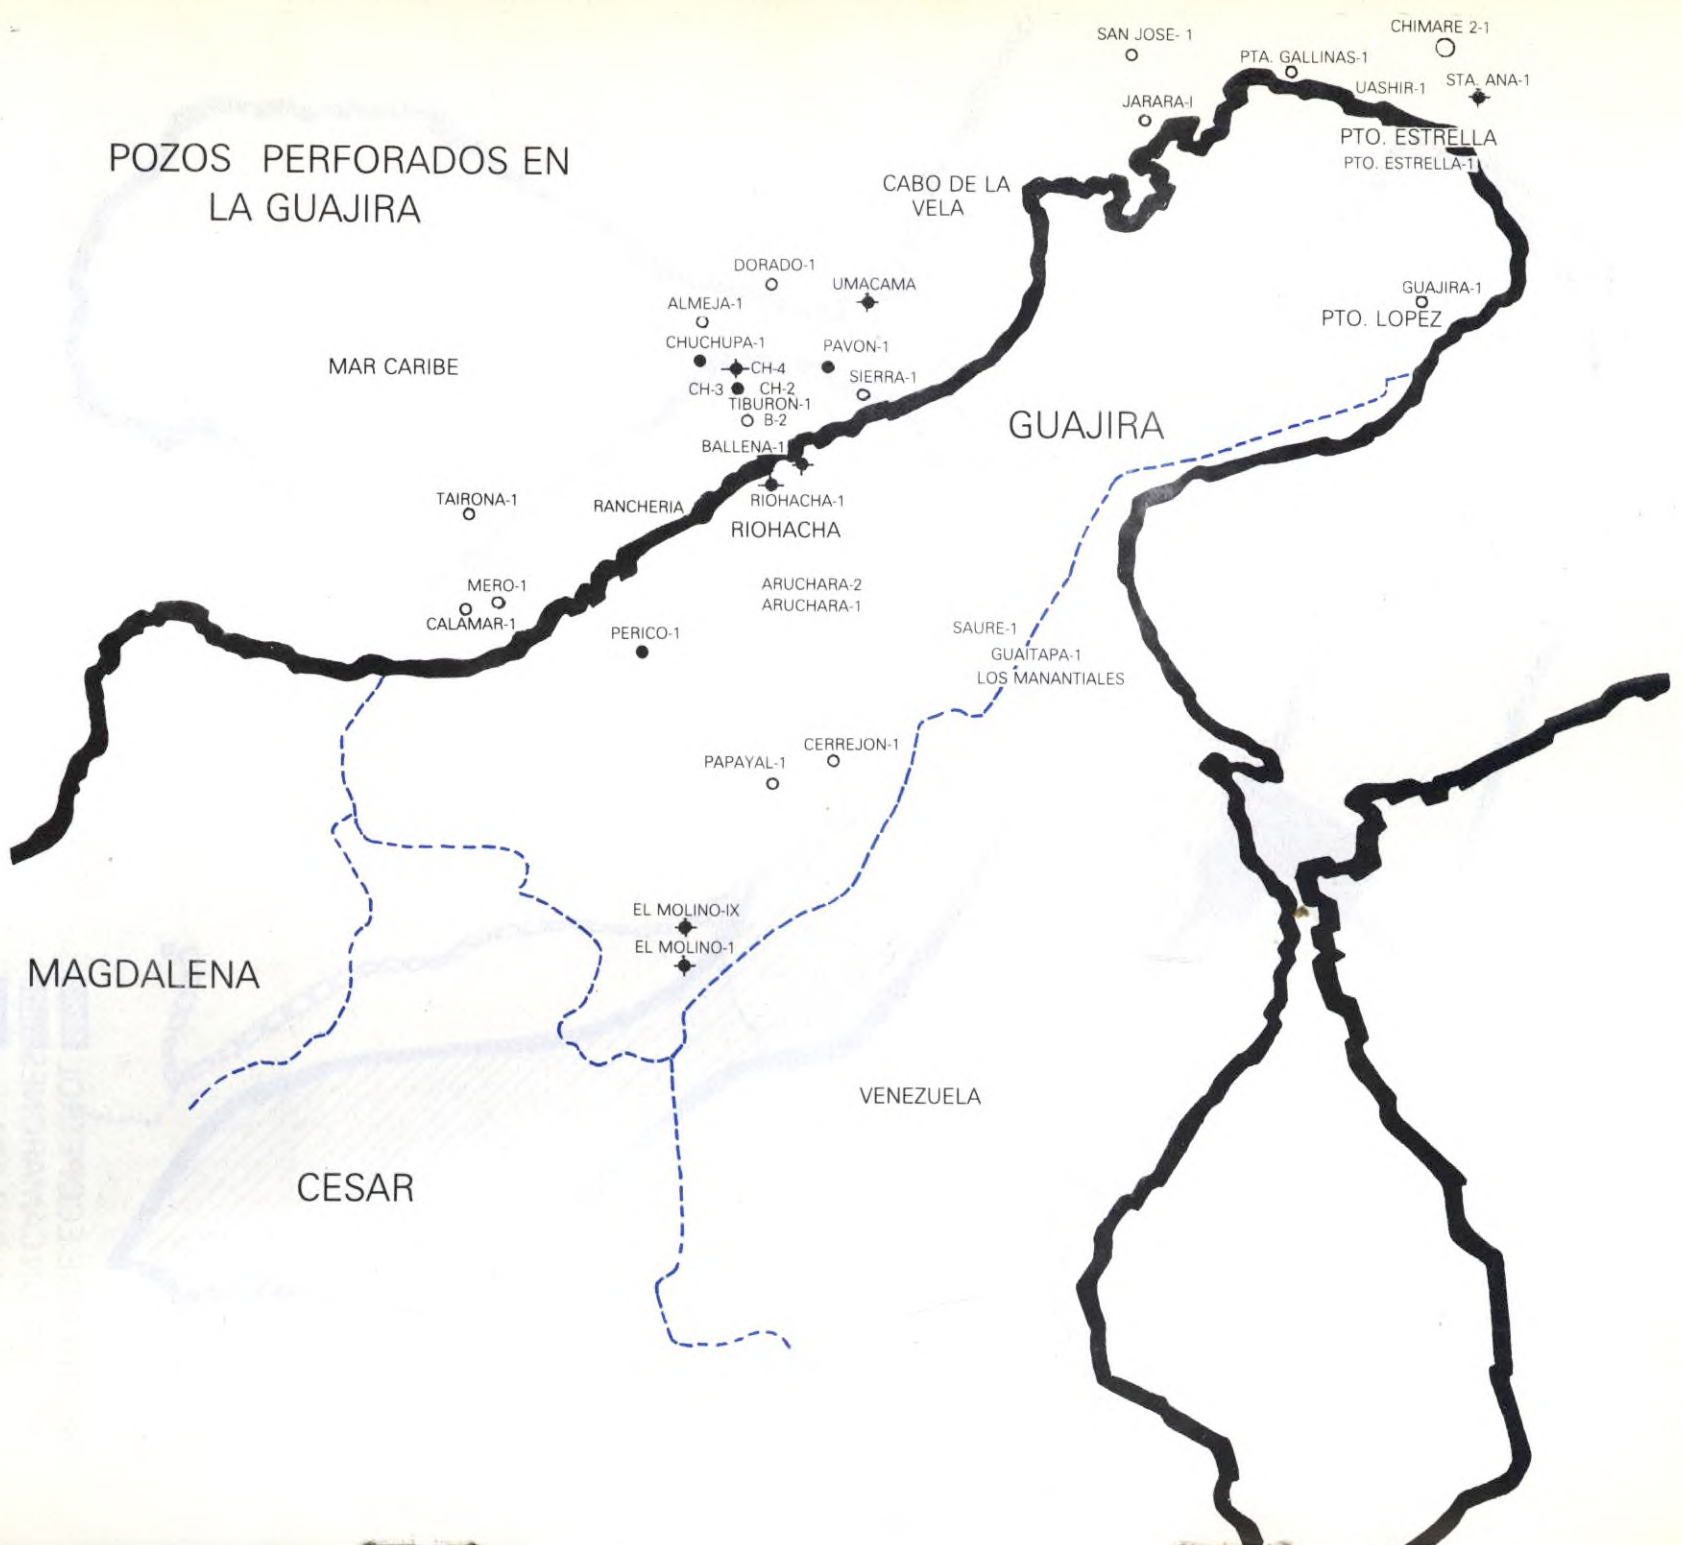 CHIMARE 2-1
SAN JOSE- 1
PTA. GALLINAS-1
STA. ANA-1
UASHIR-1
JARARA-I
PTO. ESTRELLA
PTO. ESTRELLA-1
POZOS PERFORADOS EN
LA GUAJIRA
CABO DE LA
VELA
DORADO-1
UMACAMA
GUAJIRA-1
ALMEJA-1
PTO. LOPEZ
CHUCHUPA-1
PAVON-1
MAR CARIBE
CH-4
SIERRA-1
CH-3
CH-2
TIBURON-1
B-2
GUAJIRA
BALLENA-1
TAIRONA-1
RIOHACHA-1
RANCHERIA
RIOHACHA
MERO-1
ARUCHARA-2
ARUCHARA-1
CALAMAR-1
PERICO-1
SAURE-1
GUAITAPA-1
LOS MANANTIALES
CERREJON-1
PAPAYAL-1
EL MOLINO-IX
EL MOLINO-1
MAGDALENA
VENEZUELA
CESAR